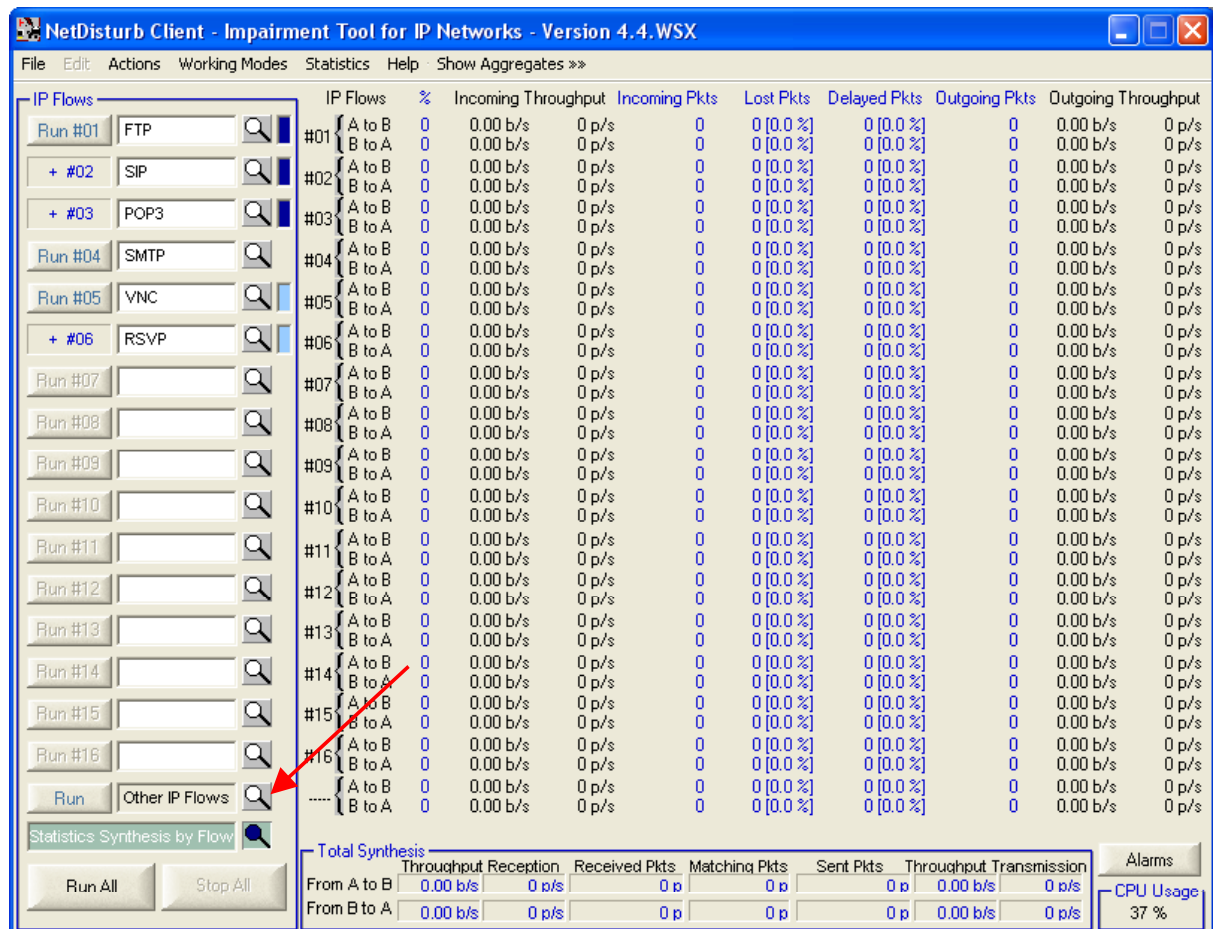 NetDisturb Client - Impairment Tool for IP Networks - Version 4.4.WSX
File Edit Actions Working Modes Statistics Help Show Aggregates »»
IP Flows
Run #01 FTP
+ #02 SIP
+ #03 POP3
Run #04 SMTP
Run #05 VNC
+ #06 RSVP
Run #07
Run #08
Run #09
Run #10
Run #11
Run #12
Run #13
Run #14
Run #15
Run #16
Run Other IP Flows
Statistics Synthesis by Flow
Run All Stop All
IP Flows % Incoming Throughput Incoming Pkts Lost Pkts Delayed Pkts Outgoing Pkts Outgoing Throughput
#01 { A to B 0 0.00 b/s 0 p/s 0 0 [0.0 %] 0 [0.0 %] 0 0.00 b/s 0 p/s
B to A 0 0.00 b/s 0 p/s 0 0 [0.0 %] 0 [0.0 %] 0 0.00 b/s 0 p/s
#02 { A to B 0 0.00 b/s 0 p/s 0 0 [0.0 %] 0 [0.0 %] 0 0.00 b/s 0 p/s
B to A 0 0.00 b/s 0 p/s 0 0 [0.0 %] 0 [0.0 %] 0 0.00 b/s 0 p/s
#03 { A to B 0 0.00 b/s 0 p/s 0 0 [0.0 %] 0 [0.0 %] 0 0.00 b/s 0 p/s
B to A 0 0.00 b/s 0 p/s 0 0 [0.0 %] 0 [0.0 %] 0 0.00 b/s 0 p/s
#04 { A to B 0 0.00 b/s 0 p/s 0 0 [0.0 %] 0 [0.0 %] 0 0.00 b/s 0 p/s
B to A 0 0.00 b/s 0 p/s 0 0 [0.0 %] 0 [0.0 %] 0 0.00 b/s 0 p/s
#05 { A to B 0 0.00 b/s 0 p/s 0 0 [0.0 %] 0 [0.0 %] 0 0.00 b/s 0 p/s
B to A 0 0.00 b/s 0 p/s 0 0 [0.0 %] 0 [0.0 %] 0 0.00 b/s 0 p/s
#06 { A to B 0 0.00 b/s 0 p/s 0 0 [0.0 %] 0 [0.0 %] 0 0.00 b/s 0 p/s
B to A 0 0.00 b/s 0 p/s 0 0 [0.0 %] 0 [0.0 %] 0 0.00 b/s 0 p/s
#07 { A to B 0 0.00 b/s 0 p/s 0 0 [0.0 %] 0 [0.0 %] 0 0.00 b/s 0 p/s
B to A 0 0.00 b/s 0 p/s 0 0 [0.0 %] 0 [0.0 %] 0 0.00 b/s 0 p/s
#08 { A to B 0 0.00 b/s 0 p/s 0 0 [0.0 %] 0 [0.0 %] 0 0.00 b/s 0 p/s
B to A 0 0.00 b/s 0 p/s 0 0 [0.0 %] 0 [0.0 %] 0 0.00 b/s 0 p/s
#09 { A to B 0 0.00 b/s 0 p/s 0 0 [0.0 %] 0 [0.0 %] 0 0.00 b/s 0 p/s
B to A 0 0.00 b/s 0 p/s 0 0 [0.0 %] 0 [0.0 %] 0 0.00 b/s 0 p/s
#10 { A to B 0 0.00 b/s 0 p/s 0 0 [0.0 %] 0 [0.0 %] 0 0.00 b/s 0 p/s
B to A 0 0.00 b/s 0 p/s 0 0 [0.0 %] 0 [0.0 %] 0 0.00 b/s 0 p/s
#11 { A to B 0 0.00 b/s 0 p/s 0 0 [0.0 %] 0 [0.0 %] 0 0.00 b/s 0 p/s
B to A 0 0.00 b/s 0 p/s 0 0 [0.0 %] 0 [0.0 %] 0 0.00 b/s 0 p/s
#12 { A to B 0 0.00 b/s 0 p/s 0 0 [0.0 %] 0 [0.0 %] 0 0.00 b/s 0 p/s
B to A 0 0.00 b/s 0 p/s 0 0 [0.0 %] 0 [0.0 %] 0 0.00 b/s 0 p/s
#13 { A to B 0 0.00 b/s 0 p/s 0 0 [0.0 %] 0 [0.0 %] 0 0.00 b/s 0 p/s
B to A 0 0.00 b/s 0 p/s 0 0 [0.0 %] 0 [0.0 %] 0 0.00 b/s 0 p/s
#14 { A to B 0 0.00 b/s 0 p/s 0 0 [0.0 %] 0 [0.0 %] 0 0.00 b/s 0 p/s
B to A 0 0.00 b/s 0 p/s 0 0 [0.0 %] 0 [0.0 %] 0 0.00 b/s 0 p/s
#15 { A to B 0 0.00 b/s 0 p/s 0 0 [0.0 %] 0 [0.0 %] 0 0.00 b/s 0 p/s
B to A 0 0.00 b/s 0 p/s 0 0 [0.0 %] 0 [0.0 %] 0 0.00 b/s 0 p/s
#16 { A to B 0 0.00 b/s 0 p/s 0 0 [0.0 %] 0 [0.0 %] 0 0.00 b/s 0 p/s
B to A 0 0.00 b/s 0 p/s 0 0 [0.0 %] 0 [0.0 %] 0 0.00 b/s 0 p/s
---- { A to B 0 0.00 b/s 0 p/s 0 0 [0.0 %] 0 [0.0 %] 0 0.00 b/s 0 p/s
B to A 0 0.00 b/s 0 p/s 0 0 [0.0 %] 0 [0.0 %] 0 0.00 b/s 0 p/s
Total Synthesis
Throughput Reception Received Pkts Matching Pkts Sent Pkts Throughput Transmission
From A to B 0.00 b/s 0 p/s 0 p 0 p 0 p 0.00 b/s 0 p/s
From B to A 0.00 b/s 0 p/s 0 p 0 p 0 p 0.00 b/s 0 p/s
Alarms
CPU Usage
37 %